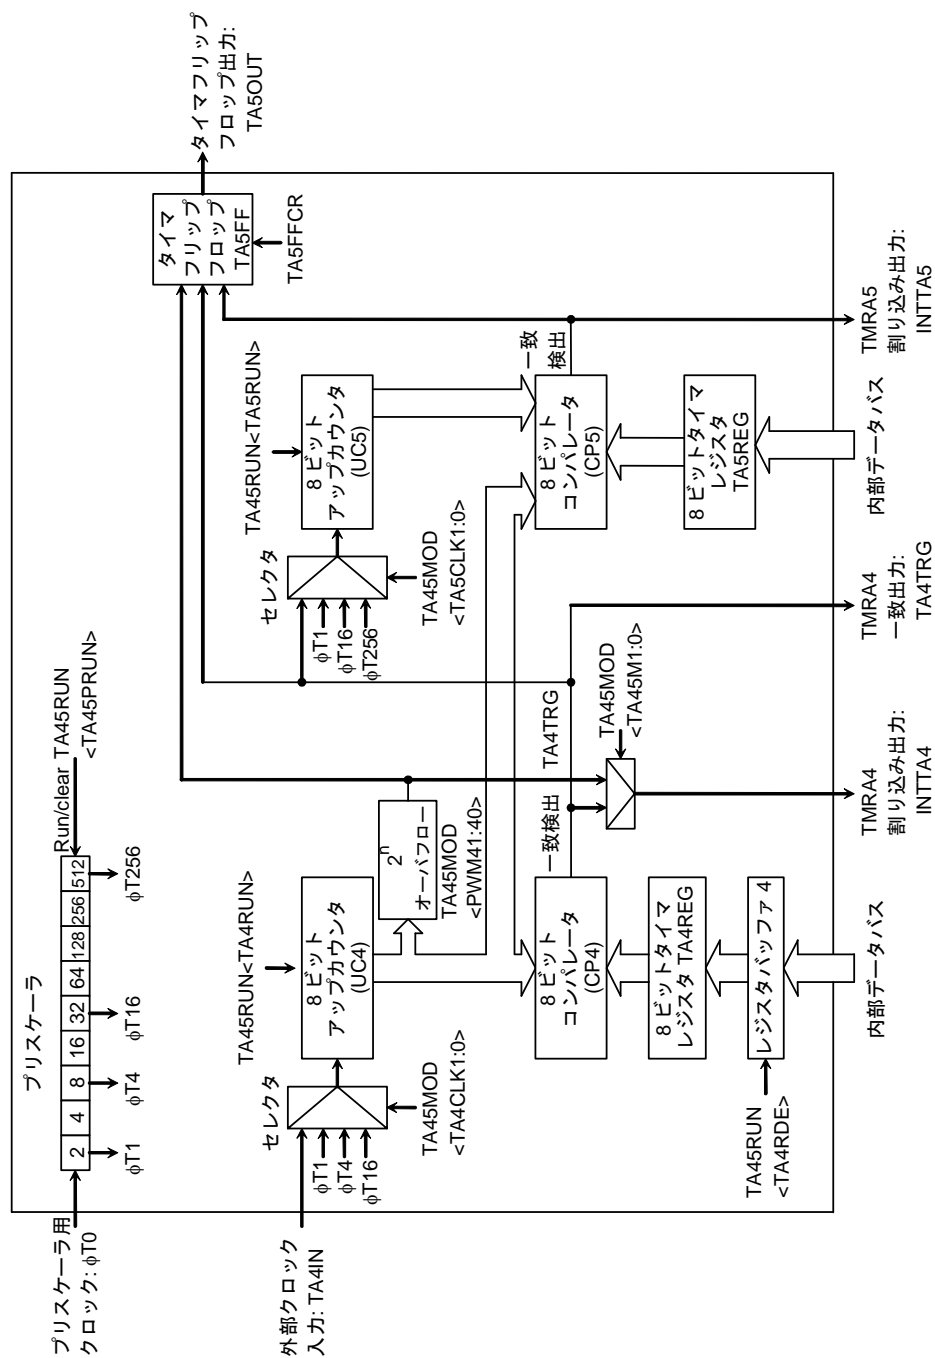 プリスケーラ
プリスケーラ用
クロック: φT0
2
4
8
16
32
64
128
256
512
Run/clear
TA45RUN
<TA45PRUN>
φT1
φT4
φT16
φT256
外部クロック
入力: TA4IN
φT1
φT4
φT16
セレクタ
TA45MOD
<TA4CLK1:0>
TA45RUN<TA4RUN>
8 ビット
アップカウンタ
(UC4)
2n
オーバフロー
TA45MOD
<PWM41:40>
セレクタ
φT1
φT16
φT256
TA45MOD
<TA5CLK1:0>
TA45RUN<TA5RUN>
8 ビット
アップカウンタ
(UC5)
タイマ
フリップ
フロップ
TA5FF
TA5FFCR
タイマフリップ
フロップ出力:
TA5OUT
8 ビット
コンパレータ
(CP4)
一致検出
TA4TRG
8 ビット
コンパレータ
(CP5)
一致
検出
8 ビットタイマ
レジスタ TA4REG
TA45MOD
<TA45M1:0>
8 ビットタイマ
レジスタ
TA5REG
TA45RUN
<TA4RDE>
レジスタバッファ 4
内部データバス
TMRA4
割り込み出力:
INTTA4
TMRA4
一致出力:
TA4TRG
内部データバス
TMRA5
割り込み出力:
INTTA5